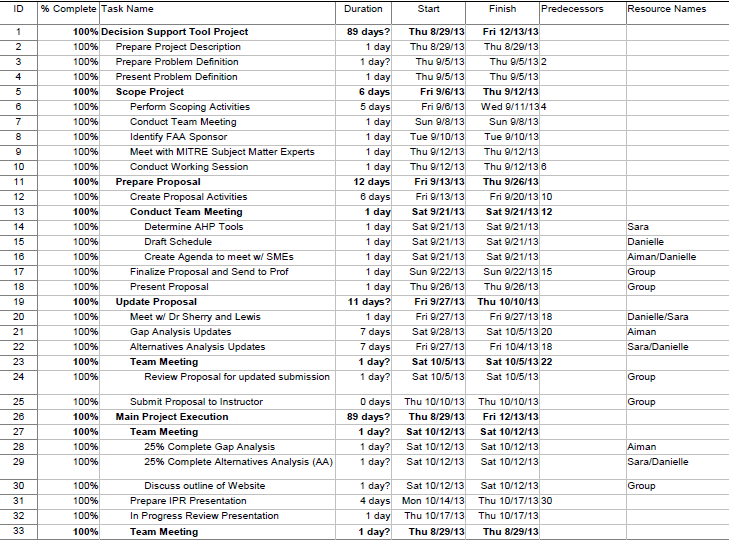 ID % Complete Task Name Duration Start Finish Predecessors Resource Names
1 100% Decision Support Tool Project 89 days? Thu 8/29/13 Fri 12/13/13
2 100% Prepare Project Description 1 day Thu 8/29/13 Thu 8/29/13
3 100% Prepare Problem Definition 1 day? Thu 9/5/13 Thu 9/5/13 2
4 100% Present Problem Definition 1 day Thu 9/5/13 Thu 9/5/13
5 100% Scope Project 6 days Fri 9/6/13 Thu 9/12/13
6 100% Perform Scoping Activities 5 days Fri 9/6/13 Wed 9/11/13 4
7 100% Conduct Team Meeting 1 day Sun 9/8/13 Sun 9/8/13
8 100% Identify FAA Sponsor 1 day Tue 9/10/13 Tue 9/10/13
9 100% Meet with MITRE Subject Matter Experts 1 day Thu 9/12/13 Thu 9/12/13
10 100% Conduct Working Session 1 day Thu 9/12/13 Thu 9/12/13 6
11 100% Prepare Proposal 12 days Fri 9/13/13 Thu 9/26/13
12 100% Create Proposal Activities 6 days Fri 9/13/13 Fri 9/20/13 10
13 100% Conduct Team Meeting 1 day Sat 9/21/13 Sat 9/21/13 12
14 100% Determine AHP Tools 1 day Sat 9/21/13 Sat 9/21/13 Sara
15 100% Draft Schedule 1 day Sat 9/21/13 Sat 9/21/13 Danielle
16 100% Create Agenda to meet w/ SMEs 1 day Sat 9/21/13 Sat 9/21/13 Aiman/Danielle
17 100% Finalize Proposal and Send to Prof 1 day Sun 9/22/13 Sun 9/22/13 15 Group
18 100% Present Proposal 1 day Thu 9/26/13 Thu 9/26/13 Group
19 100% Update Proposal 11 days? Fri 9/27/13 Thu 10/10/13
20 100% Meet w/ Dr Sherry and Lewis 1 day Fri 9/27/13 Fri 9/27/13 18 Danielle/Sara
21 100% Gap Analysis Updates 7 days Sat 9/28/13 Sat 10/5/13 20 Aiman
22 100% Alternatives Analysis Updates 7 days Fri 9/27/13 Fri 10/4/13 18 Sara/Danielle
23 100% Team Meeting 1 day? Sat 10/5/13 Sat 10/5/13 22
24 100% Review Proposal for updated submission 1 day? Sat 10/5/13 Sat 10/5/13 Group
25 100% Submit Proposal to Instructor 0 days Thu 10/10/13 Thu 10/10/13 Group
26 100% Main Project Execution 89 days? Thu 8/29/13 Fri 12/13/13
27 100% Team Meeting 1 day? Sat 10/12/13 Sat 10/12/13
28 100% 25% Complete Gap Analysis 1 day? Sat 10/12/13 Sat 10/12/13 Aiman
29 100% 25% Complete Alternatives Analysis (AA) 1 day? Sat 10/12/13 Sat 10/12/13 Sara/Danielle
30 100% Discuss outline of Website 1 day? Sat 10/12/13 Sat 10/12/13 Group
31 100% Prepare IPR Presentation 4 days Mon 10/14/13 Thu 10/17/13 30
32 100% In Progress Review Presentation 1 day Thu 10/17/13 Thu 10/17/13
33 100% Team Meeting 1 day? Thu 8/29/13 Thu 8/29/13